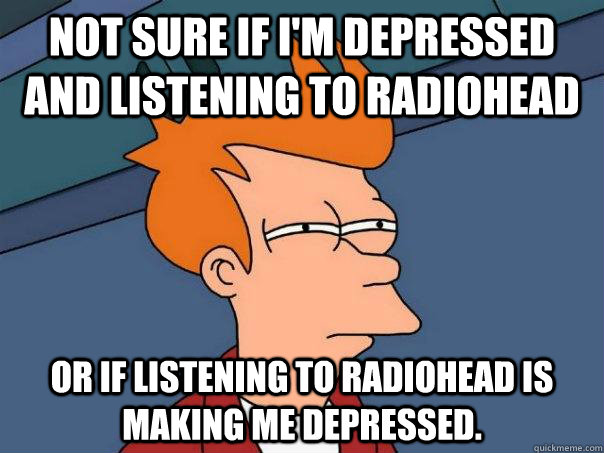 NOT SURE IF I'M DEPRESSED
AND LISTENING TO RADIOHEAD
OR IF LISTENING TO RADIOHEAD IS
MAKING ME DEPRESSED.
quickmeme.com